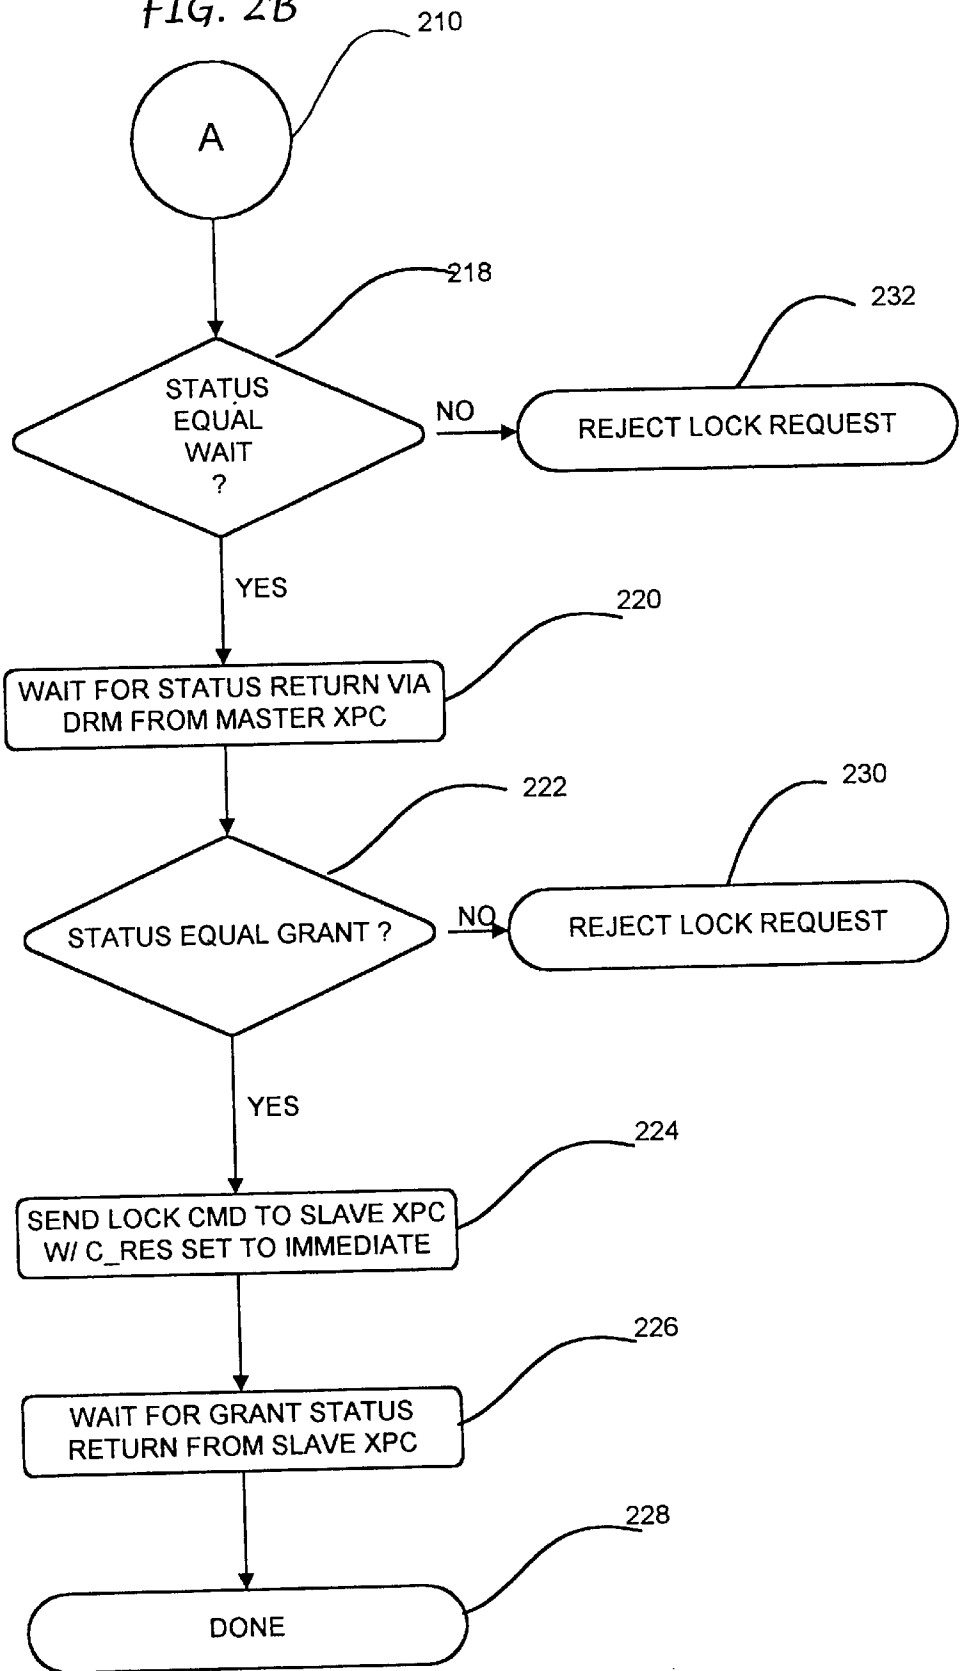 FIG. 2B
210
A
218
232
STATUS
EQUAL
WAIT
?
NO
REJECT LOCK REQUEST
YES
220
WAIT FOR STATUS RETURN VIA
DRM FROM MASTER XPC
222
230
STATUS EQUAL GRANT ?
NO
REJECT LOCK REQUEST
YES
224
SEND LOCK CMD TO SLAVE XPC
W/ C_RES SET TO IMMEDIATE
226
WAIT FOR GRANT STATUS
RETURN FROM SLAVE XPC
228
DONE